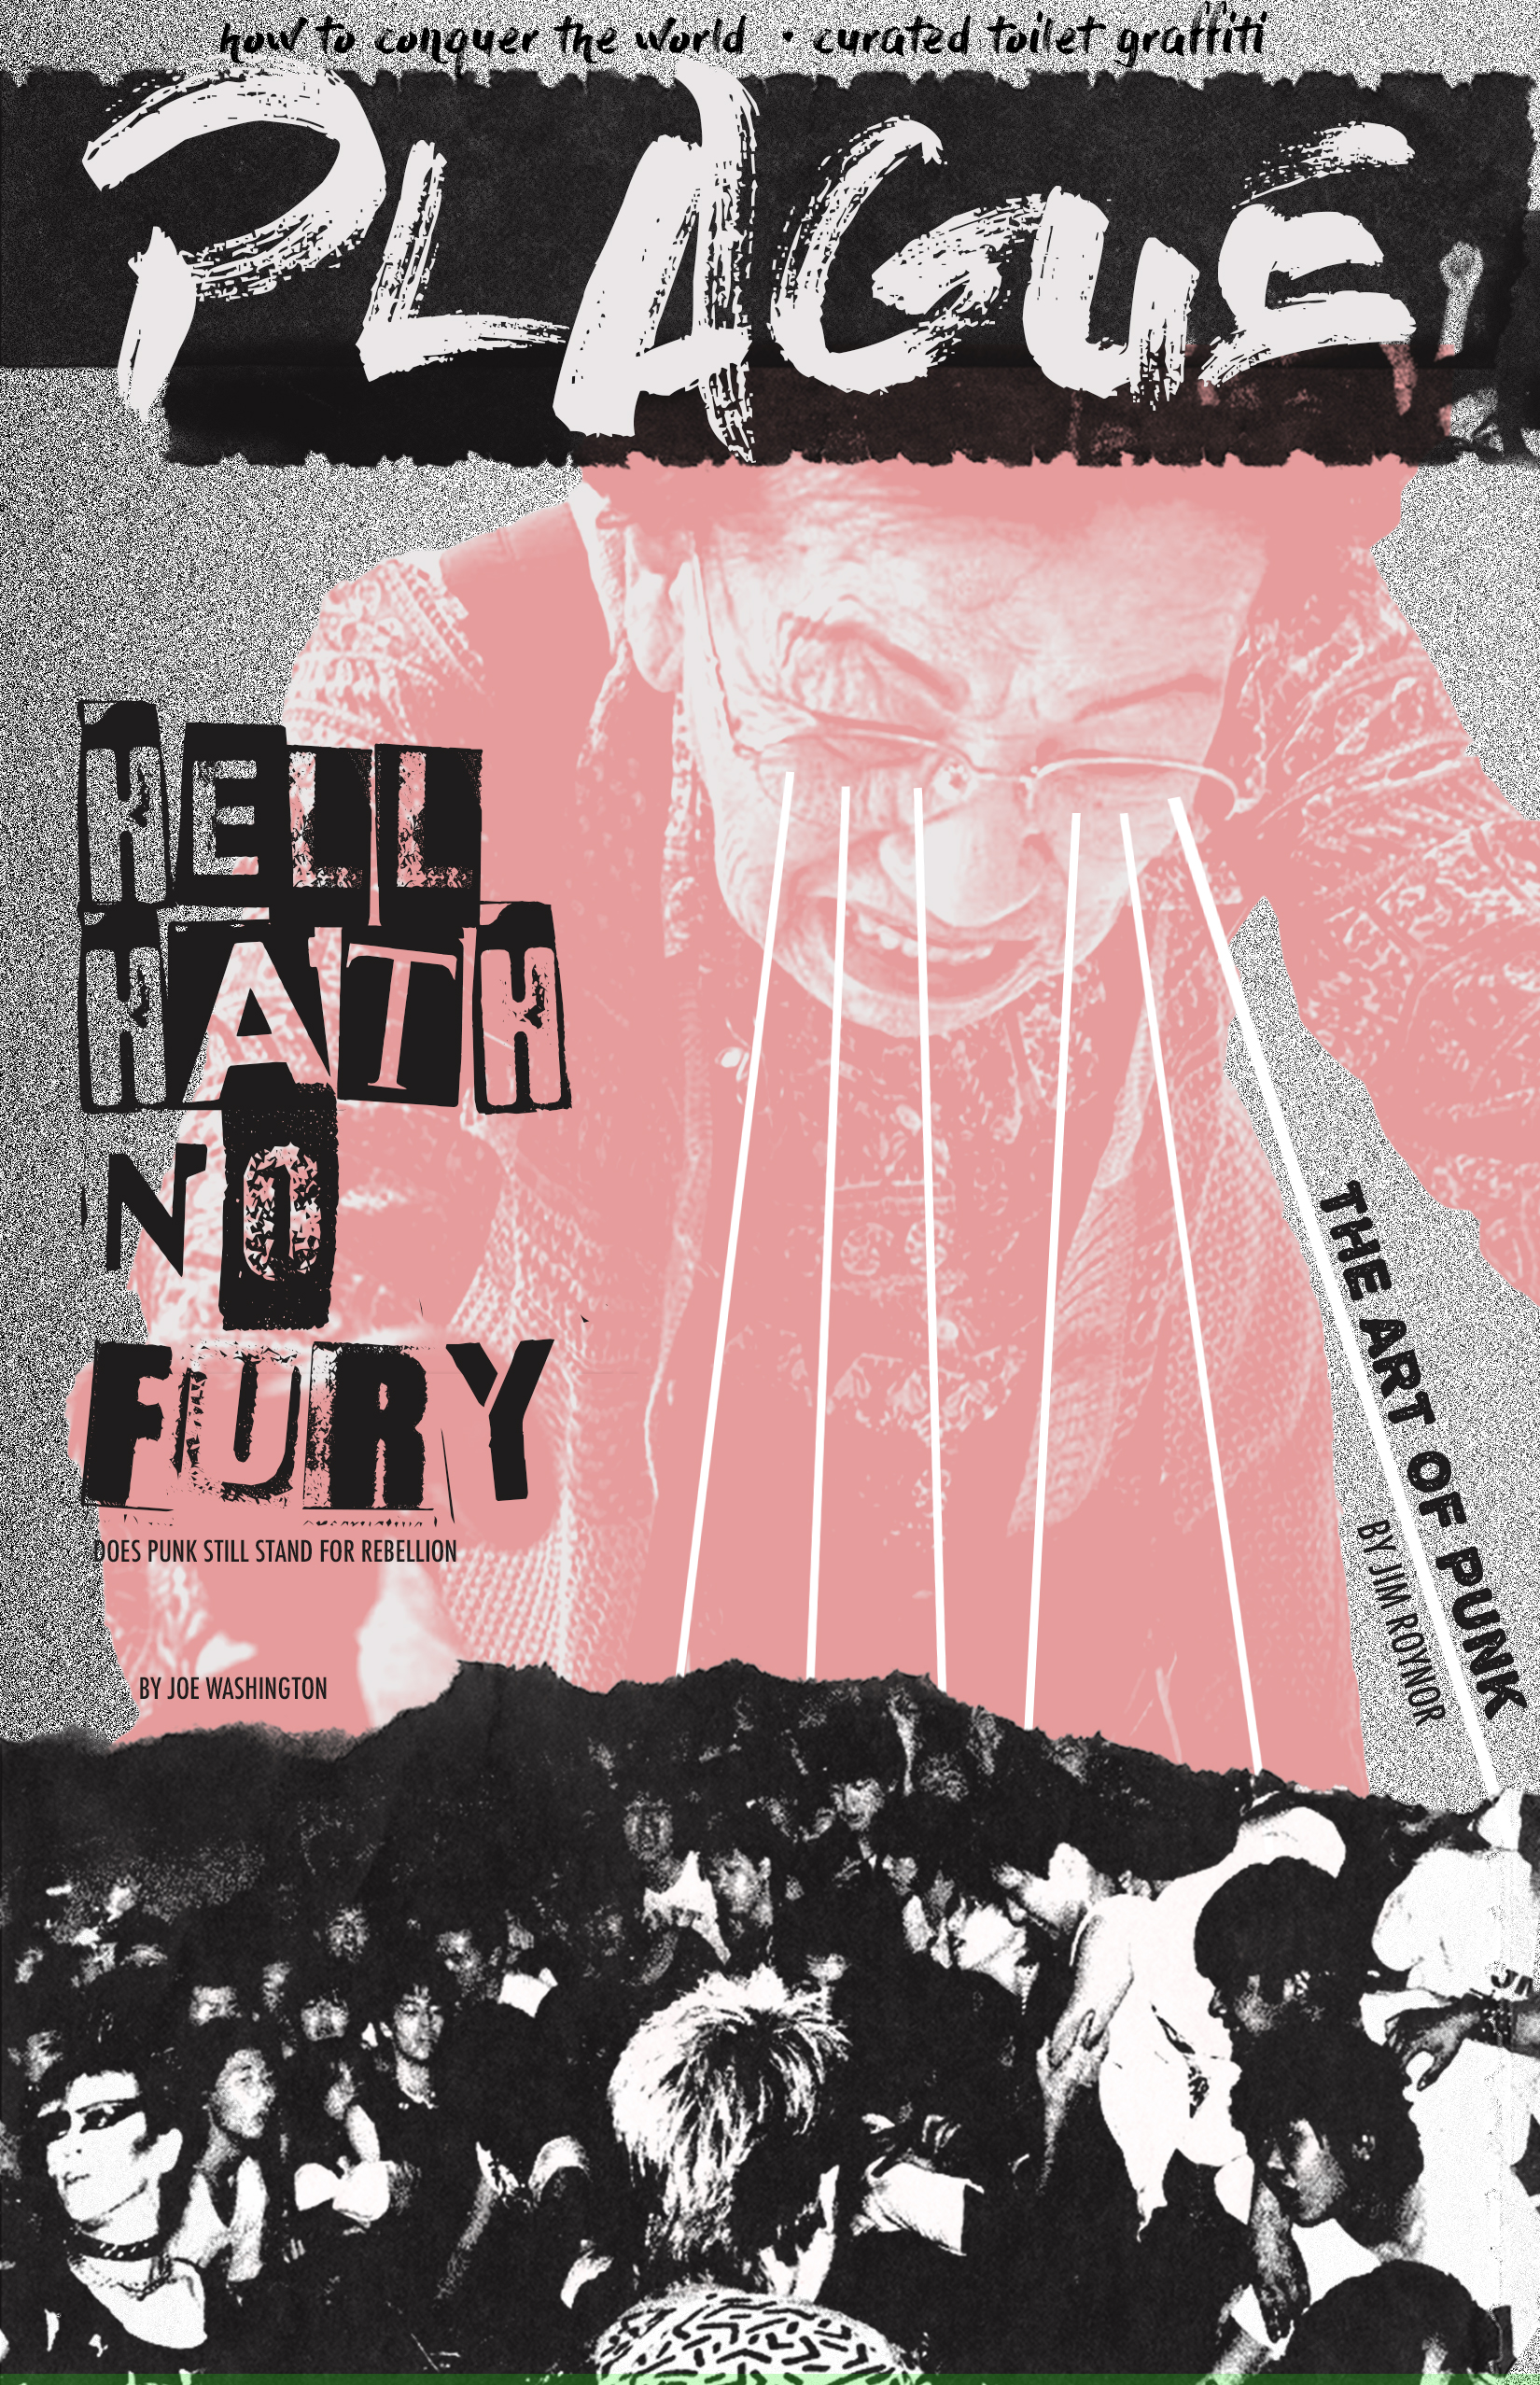 how to conquer the world • curated toilet graffiti
PLAGUE
HELL
HATH
NO
FURY
DOES PUNK STILL STAND FOR REBELLION
BY JOE WASHINGTON
THE ART OF PUNK
BY JIM ROYNOR